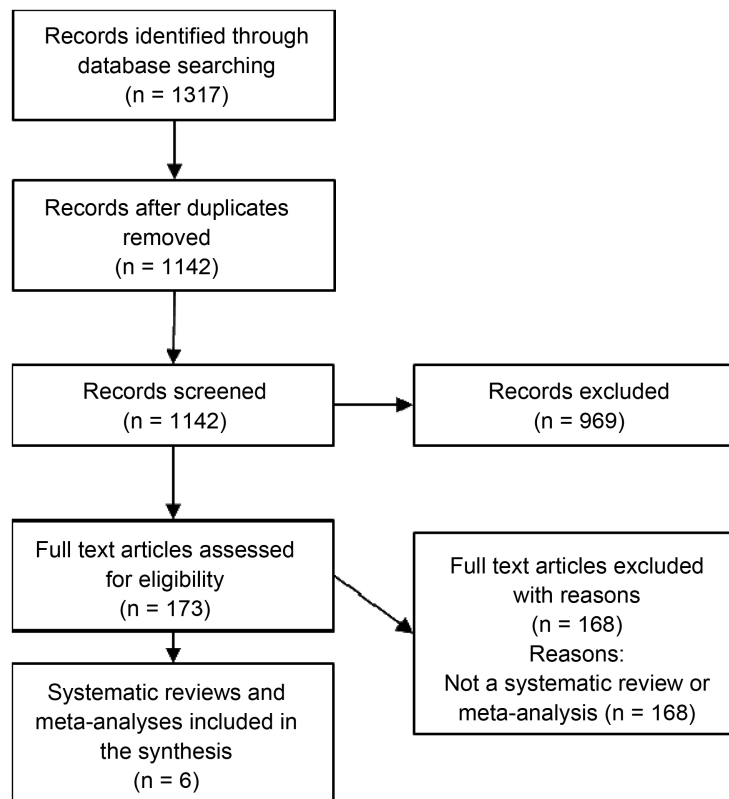 Records identified through
database searching
(n = 1317)
Records after duplicates
removed
(n = 1142)
Records screened
(n = 1142)
Records excluded
(n = 969)
Full text articles assessed
for eligibility
(n = 173)
Full text articles excluded
with reasons
(n = 168)
Reasons:
Not a systematic review or
meta-analysis (n = 168)
Systematic reviews and
meta-analyses included in
the synthesis
(n = 6)